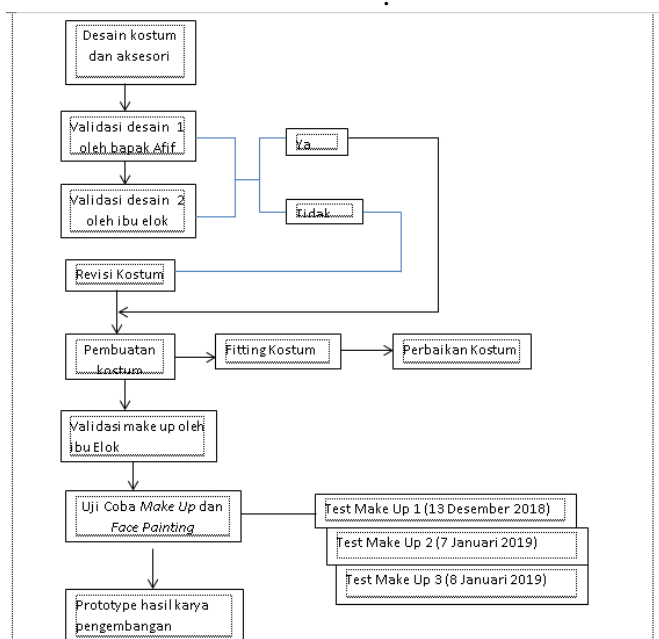 Desain kostum
dan aksesori
Validasi desain 1
oleh bapak Afif
Ya
Validasi desain 2
oleh ibu elok
Tidak
Revisi Kostum
Pembuatan
kostum
Fitting Kostum
Perbaikan Kostum
Validasi make up oleh
ibu Elok
Uji Coba Make Up dan
Face Painting
Test Make Up 1 (13 Desember 2018)
Test Make Up 2 (7 Januari 2019)
Test Make Up 3 (8 Januari 2019)
Prototype hasil karya
pengembangan